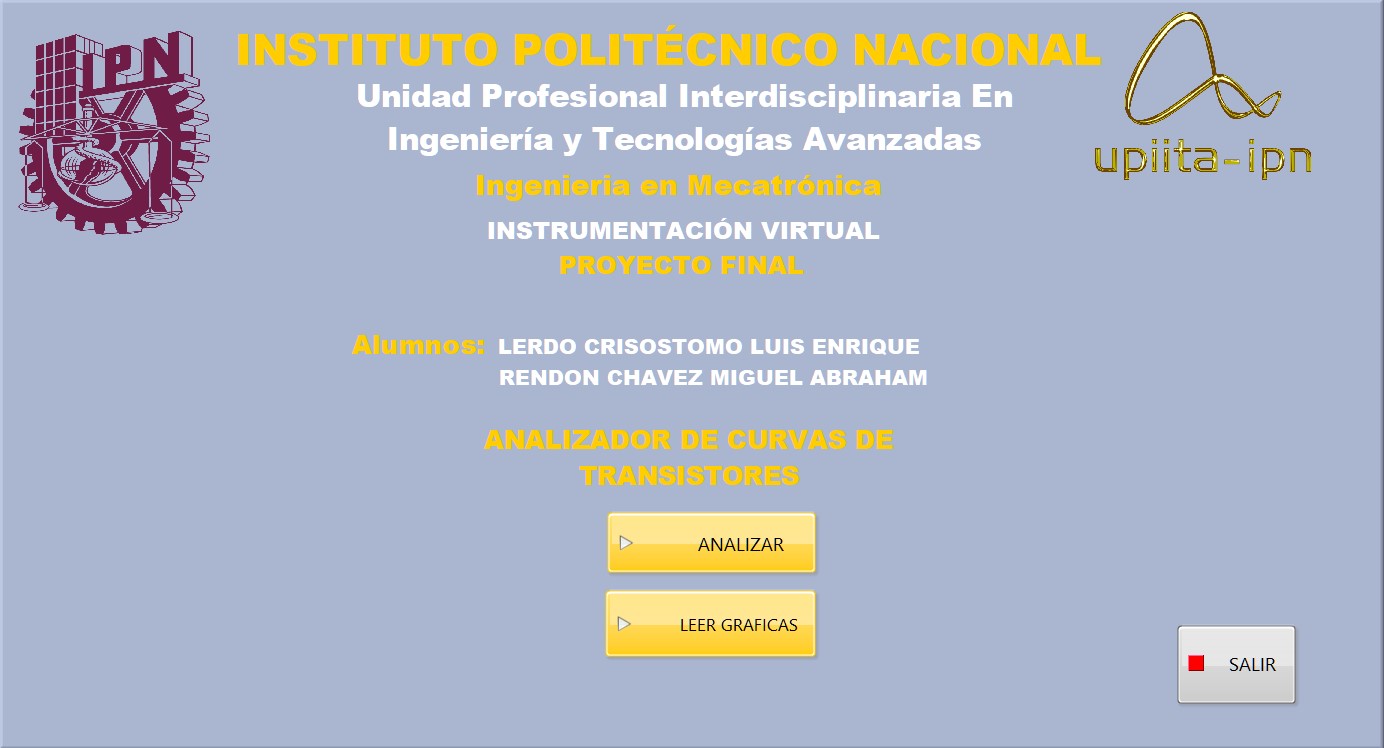 IPN
INSTITUTO POLITÉCNICO NACIONAL
Unidad Profesional Interdisciplinaria En
Ingeniería y Tecnologías Avanzadas
upiita-ipn
Ingenieria en Mecatrónica
INSTRUMENTACIÓN VIRTUAL
PROYECTO FINAL
Alumnos: LERDO CRISOSTOMO LUIS ENRIQUE
RENDON CHAVEZ MIGUEL ABRAHAM
ANALIZADOR DE CURVAS DE
TRANSISTORES
ANALIZAR
LEER GRAFICAS
SALIR